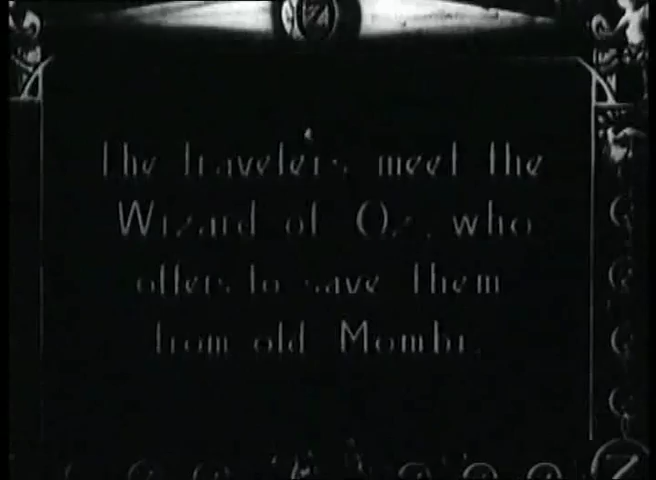 The travelers meet the
Wizard of Oz, who
offers to save them
from old Mombi.